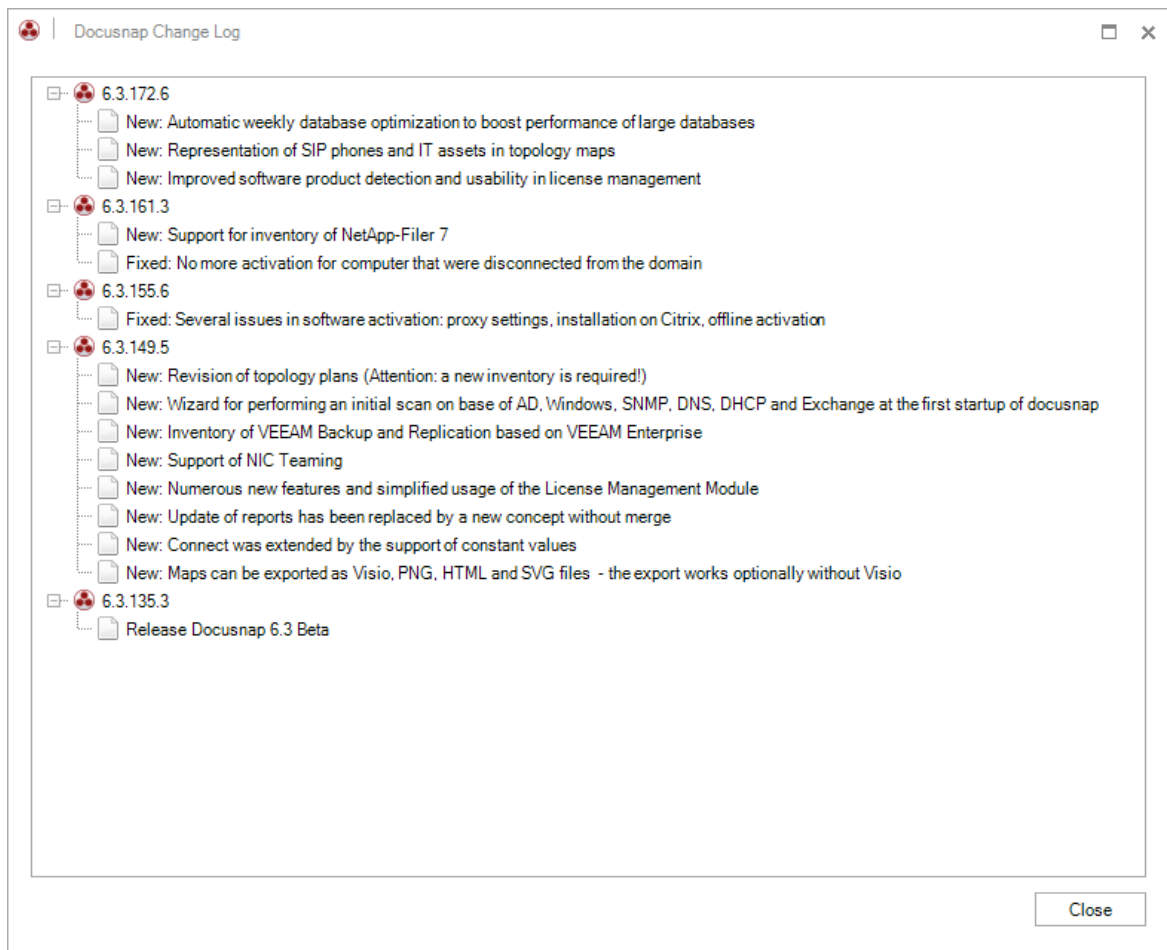 Docusnap Change Log
6.3.172.6
New: Automatic weekly database optimization to boost performance of large databases
New: Representation of SIP phones and IT assets in topology maps
New: Improved software product detection and usability in license management
6.3.161.3
New: Support for inventory of NetApp-Filer 7
Fixed: No more activation for computer that were disconnected from the domain
6.3.155.6
Fixed: Several issues in software activation: proxy settings, installation on Citrix, offline activation
6.3.149.5
New: Revision of topology plans (Attention: a new inventory is required!)
New: Wizard for performing an initial scan on base of AD, Windows, SNMP, DNS, DHCP and Exchange at the first startup of docusnap
New: Inventory of VEEAM Backup and Replication based on VEEAM Enterprise
New: Support of NIC Teaming
New: Numerous new features and simplified usage of the License Management Module
New: Update of reports has been replaced by a new concept without merge
New: Connect was extended by the support of constant values
New: Maps can be exported as Visio, PNG, HTML and SVG files  - the export works optionally without Visio
6.3.135.3
Release Docusnap 6.3 Beta
Close